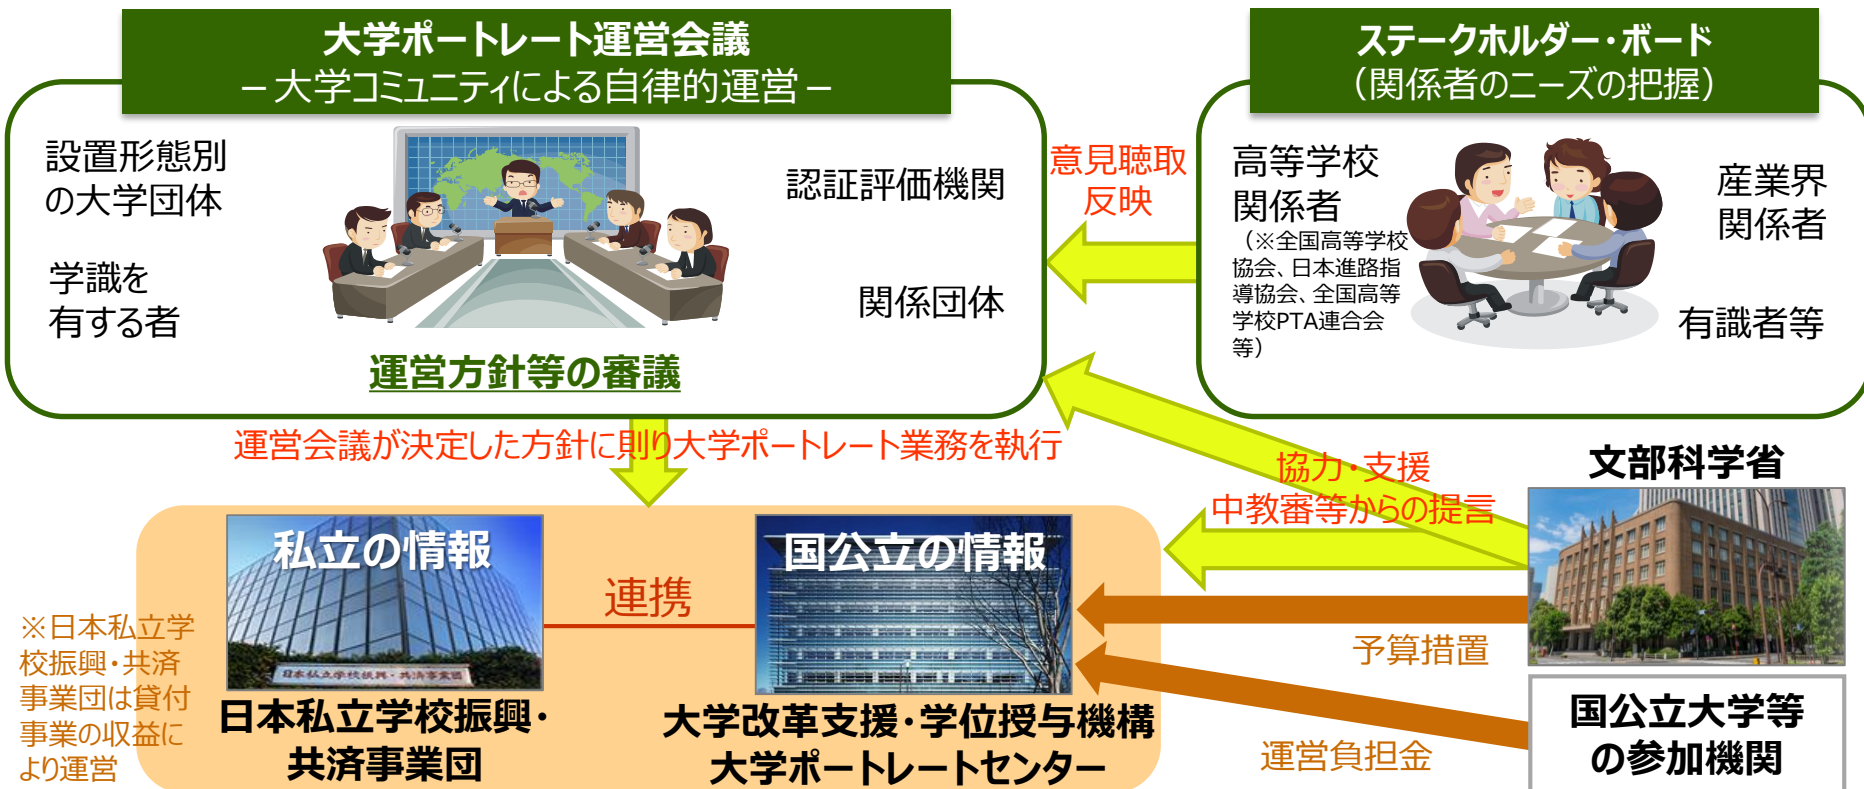 大学ポートレート運営会議
－大学コミュニティによる自律的運営－
設置形態別
の大学団体
学識を
有する者
認証評価機関
関係団体
運営方針等の審議
意見聴取
反映
ステークホルダー・ボード
（関係者のニーズの把握）
高等学校
関係者
（※全国高等学校
協会、日本進路指
導協会、全国高等
学校PTA連合会
等）
産業界
関係者
有識者等
運営会議が決定した方針に則り大学ポートレート業務を執行
協力・支援
中教審等からの提言
文部科学省
私立の情報
日本私立学校振興・共済事業団
日本私立学校振興・
共済事業団
連携
国公立の情報
大学改革支援・学位授与機構
大学ポートレートセンター
※日本私立学
校振興・共済
事業団は貸付
事業の収益に
より運営
予算措置
運営負担金
国公立大学等
の参加機関